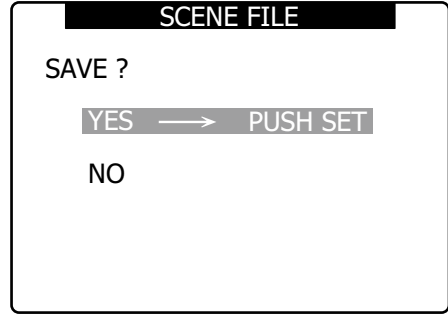 SCENE FILE
SAVE ?
YES → PUSH SET
NO